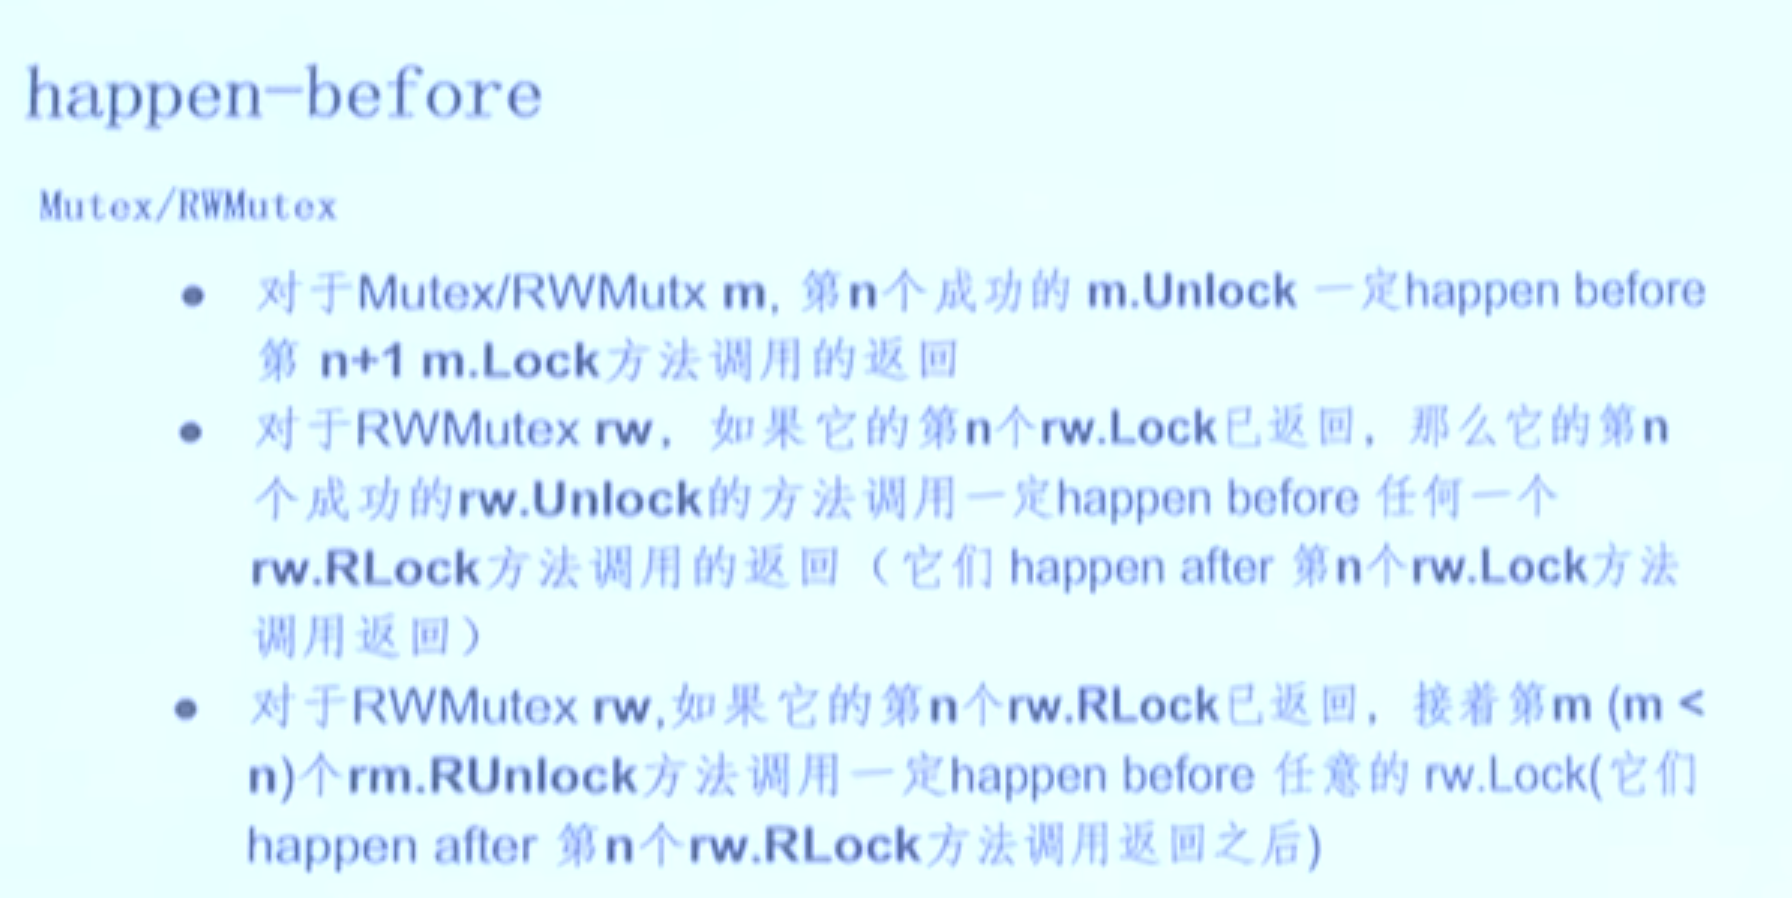 happen-before
Mutex/RWMutex
● 对于Mutex/RWMutx m, 第n个成功的 m.Unlock 一定happen before
第 n+1 m.Lock方法调用的返回
● 对于RWMutex rw，如果它的第n个rw.Lock已返回，那么它的第n
个成功的rw.Unlock的方法调用一定happen before 任何一个
rw.RLock方法调用的返回（它们 happen after 第n个rw.Lock方法
调用返回）
● 对于RWMutex rw,如果它的第n个rw.RLock已返回，接着第m (m <
n)个rm.RUnlock方法调用一定happen before 任意的 rw.Lock(它们
happen after 第n个rw.RLock方法调用返回之后)